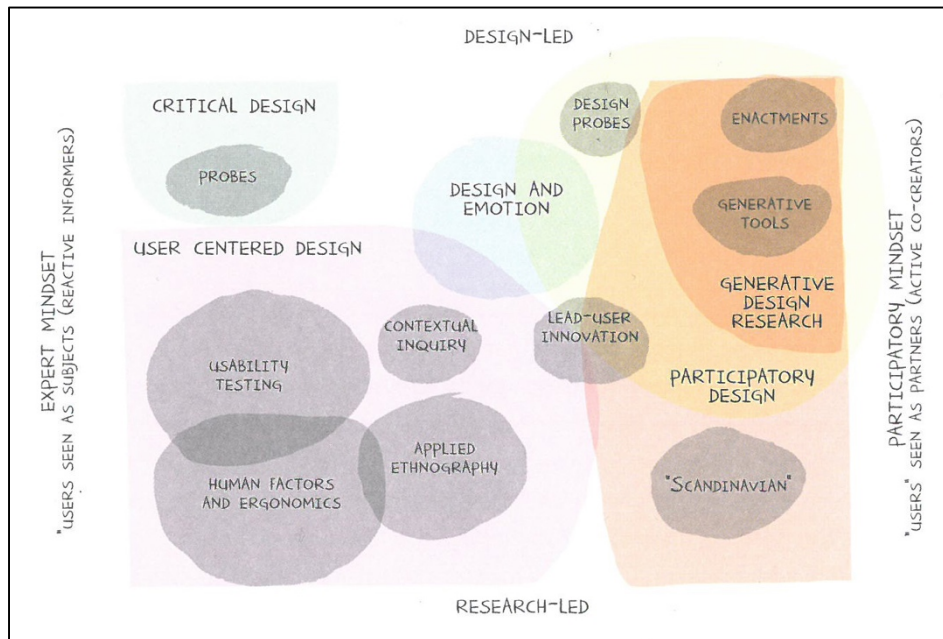 DESIGN-LED
CRITICAL DESIGN
PROBES
DESIGN
PROBES
ENACTMENTS
DESIGN AND
EMOTION
GENERATIVE
TOOLS
USER CENTERED DESIGN
GENERATIVE
DESIGN
RESEARCH
CONTEXTUAL
INQUIRY
LEAD-USER
INNOVATION
USABILITY
TESTING
PARTICIPATORY
DESIGN
APPLIED
ETHNOGRAPHY
HUMAN FACTORS
AND ERGONOMICS
"SCANDINAVIAN"
RESEARCH-LED
EXPERT MINDSET
"USERS SEEN AS SUBJECTS (REACTIVE INFORMERS)
PARTICIPATORY MINDSET
"USERS" SEEN AS PARTNERS (ACTIVE CO-CREATORS)